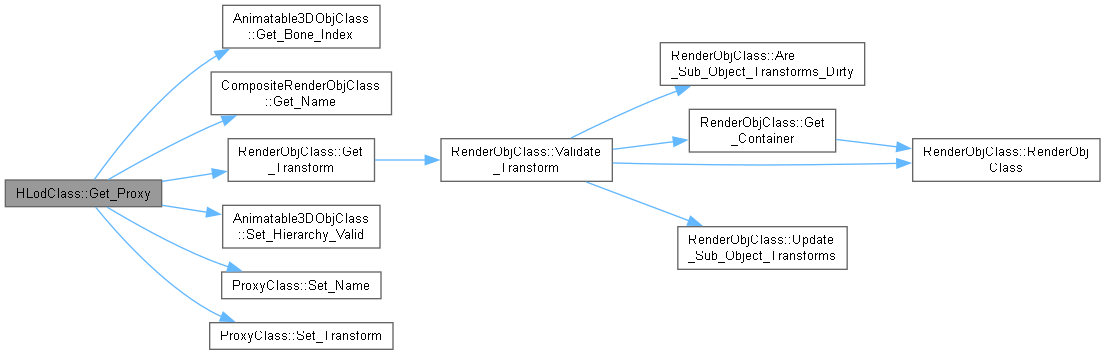 HLodClass::Get_Proxy
Animatable3DObjClass
::Get_Bone_Index
CompositeRenderObjClass
::Get_Name
RenderObjClass::Get
_Transform
Animatable3DObjClass
::Set_Hierarchy_Valid
ProxyClass::Set_Name
ProxyClass::Set_Transform
RenderObjClass::Validate
_Transform
RenderObjClass::Are
_Sub_Object_Transforms_Dirty
RenderObjClass::Get
_Container
RenderObjClass::RenderObj
Class
RenderObjClass::Update
_Sub_Object_Transforms